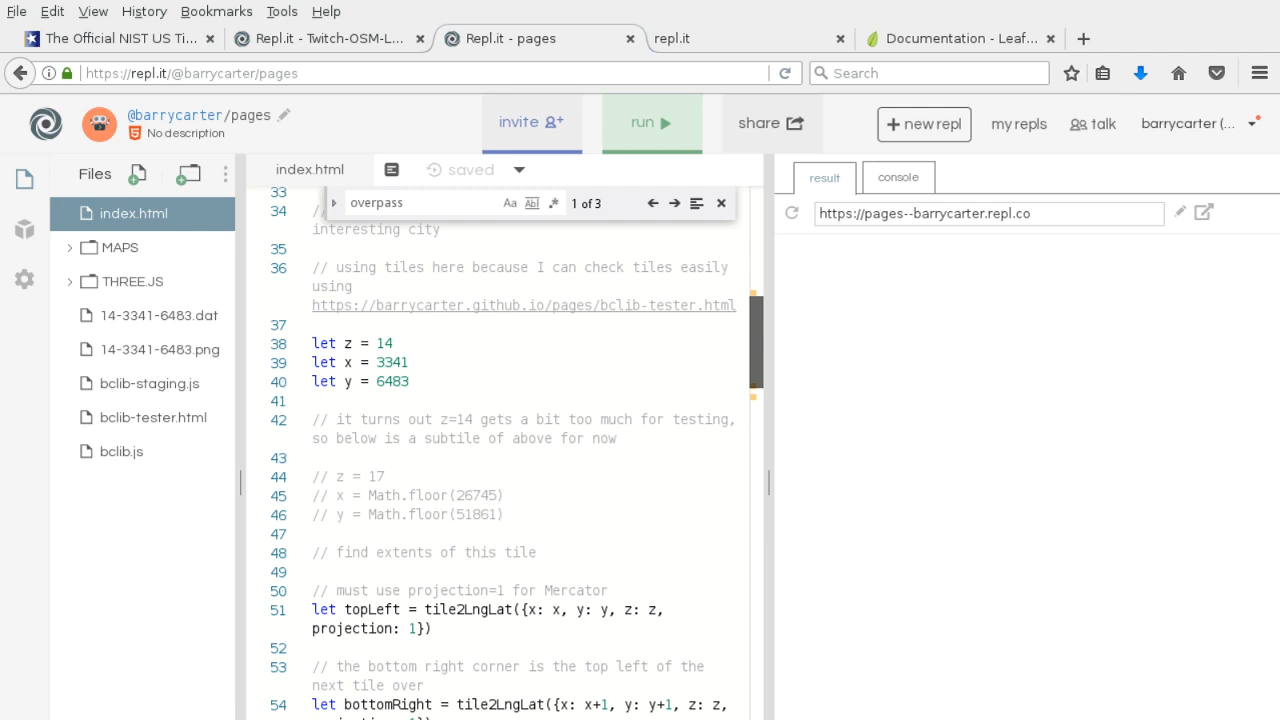 File Edit View History Bookmarks Tools Help
The Official NIST US Ti... × Repl.it - Twitch-OSM-L... × Repl.it - pages × repl.it × Documentation - Leaf... × +
https://repl.it/@barrycarter/pages Search
@barrycarter/pages
No description
invite run share + new repl my repls talk barrycarter (...
Files index.html saved result console
index.html
MAPS
THREE.JS
14-3341-6483.dat
14-3341-6483.png
bclib-staging.js
bclib-tester.html
bclib.js
overpass Aa Abl .* 1 of 3
33
34 //
interesting city
35
36 // using tiles here because I can check tiles easily
using
https://barrycarter.github.io/pages/bclib-tester.html
37
38 let z = 14
39 let x = 3341
40 let y = 6483
41
42 // it turns out z=14 gets a bit too much for testing,
so below is a subtile of above for now
43
44 // z = 17
45 // x = Math.floor(26745)
46 // y = Math.floor(51861)
47
48 // find extents of this tile
49
50 // must use projection=1 for Mercator
51 let topLeft = tile2LngLat({x: x, y: y, z: z,
projection: 1})
52
53 // the bottom right corner is the top left of the
next tile over
54 let bottomRight = tile2LngLat({x: x+1, y: y+1, z: z,
https://pages--barrycarter.repl.co